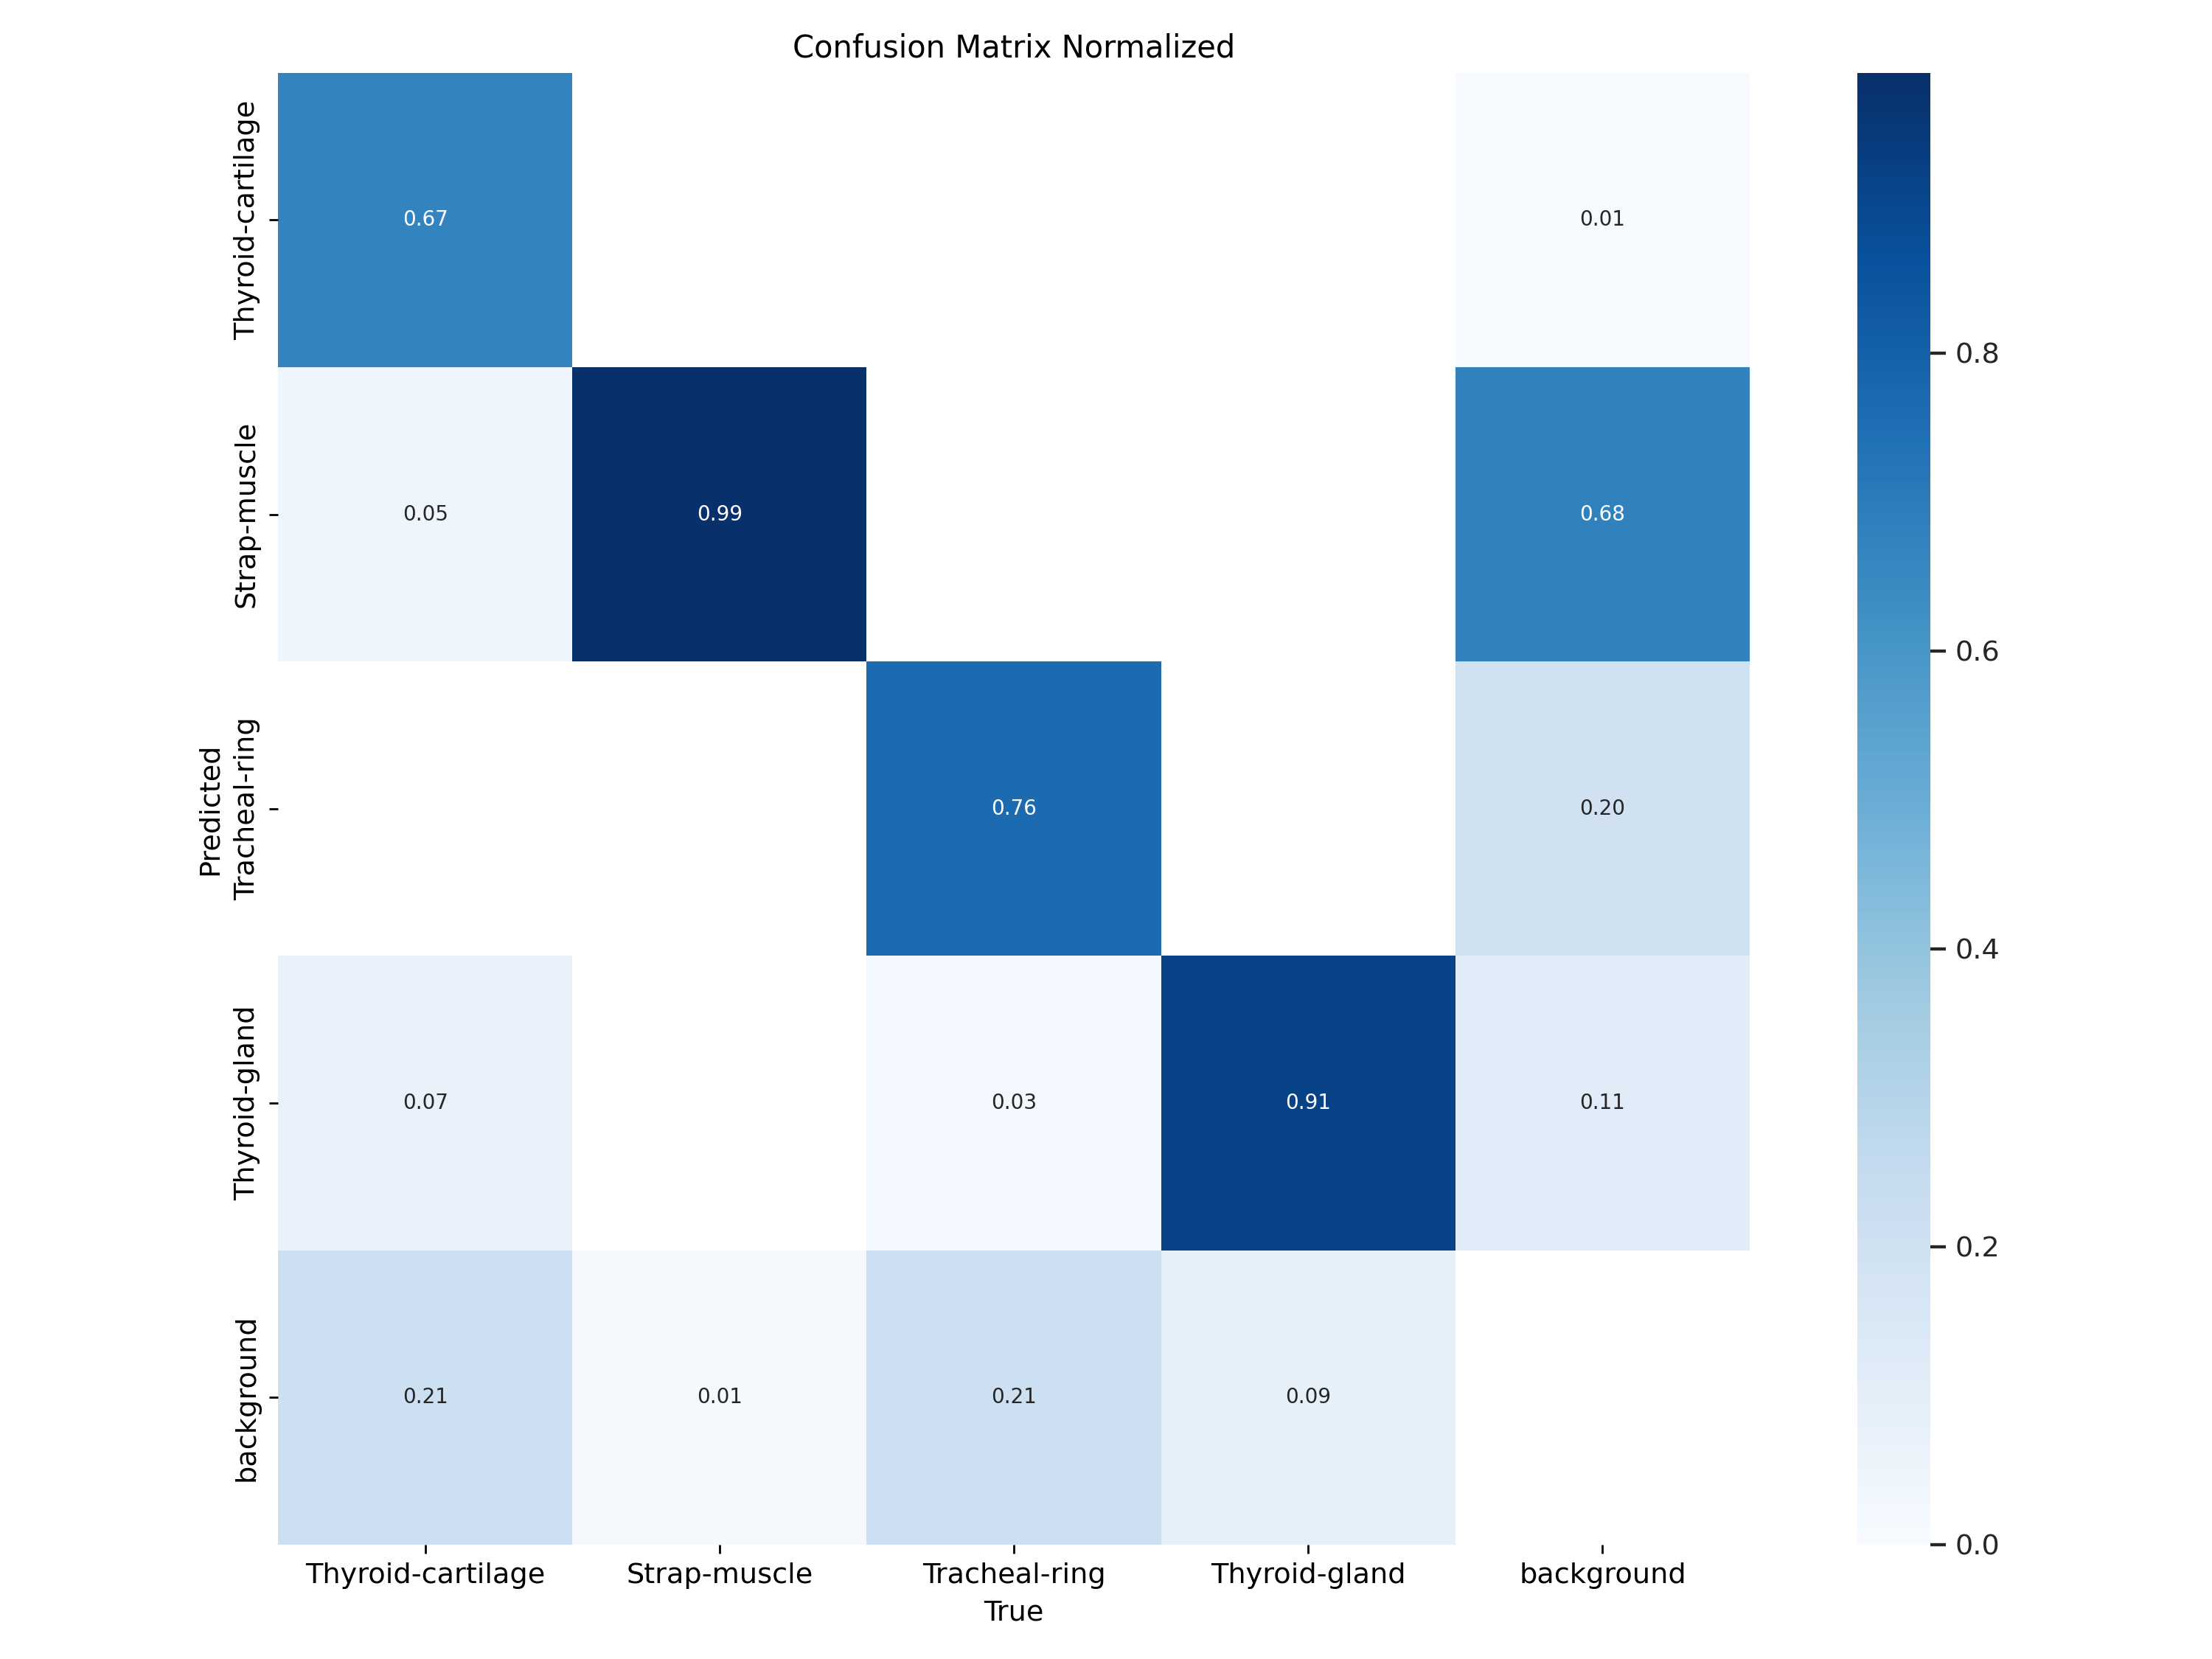 Confusion Matrix Normalized
Predicted
Thyroid-cartilage
0.67
0.01
Strap-muscle
0.05
0.99
0.68
Tracheal-ring
0.76
0.20
Thyroid-gland
0.07
0.03
0.91
0.11
background
0.21
0.01
0.21
0.09
Thyroid-cartilage
Strap-muscle
Tracheal-ring
Thyroid-gland
background
True
0.8
0.6
0.4
0.2
0.0